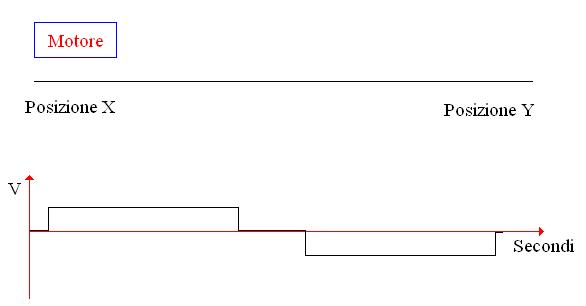 Motore
Posizione X
Posizione Y
V
Secondi